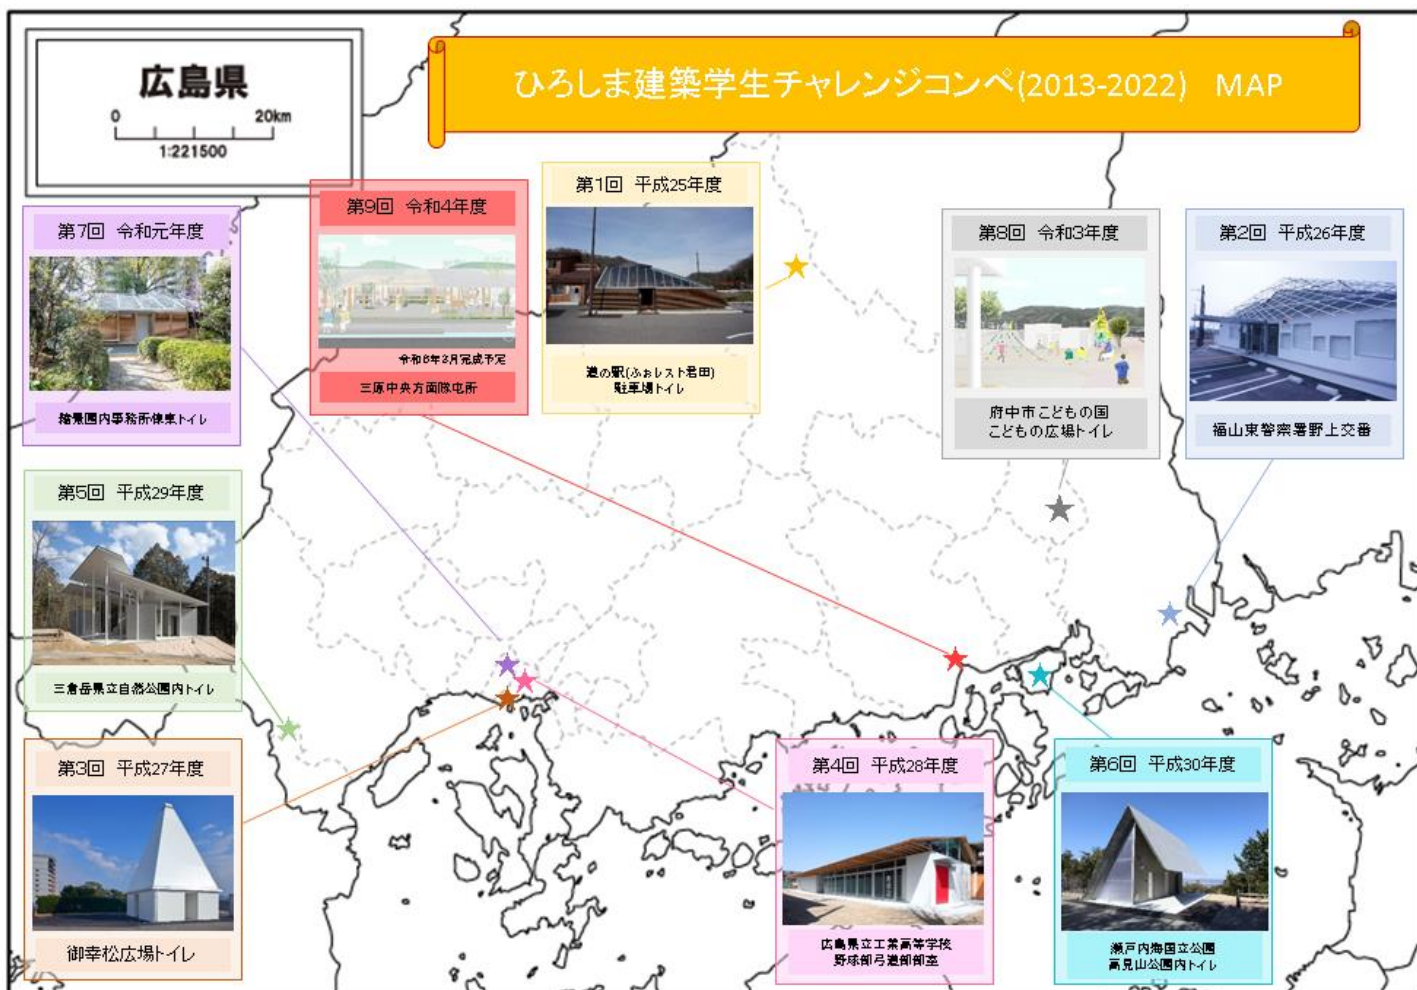 広島県
0 20km
1:221500
ひろしま建築学生チャレンジコンペ(2013-2022) MAP
第7回 令和元年度
縮景園内事務所棟東トイレ
第9回 令和4年度
令和6年3月完成予定
三原中央方面隊屯所
第1回 平成25年度
道の駅(ふぉレスト君田)
駐車場トイレ
第8回 令和3年度
府中市こどもの国
こどもの広場トイレ
第2回 平成26年度
福山東警察署野上交番
第5回 平成29年度
三倉岳県立自然公園内トイレ
第3回 平成27年度
御幸松広場トイレ
第4回 平成28年度
広島県立工業高等学校
野球部弓道部部室
第6回 平成30年度
瀬戸内海国立公園
高見山公園内トイレ